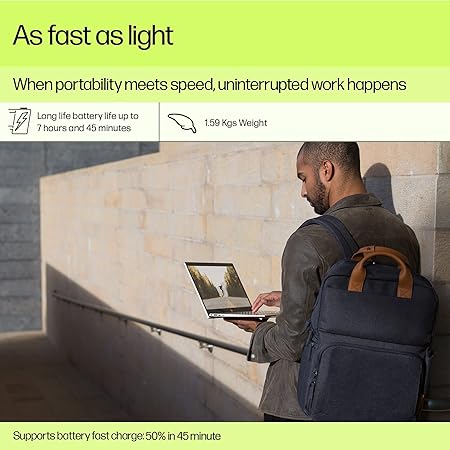 As fast as light
When portability meets speed, uninterrupted work happens
Long life battery life up to
7 hours and 45 minutes
1.59 Kgs Weight
Supports battery fast charge: 50% in 45 minute